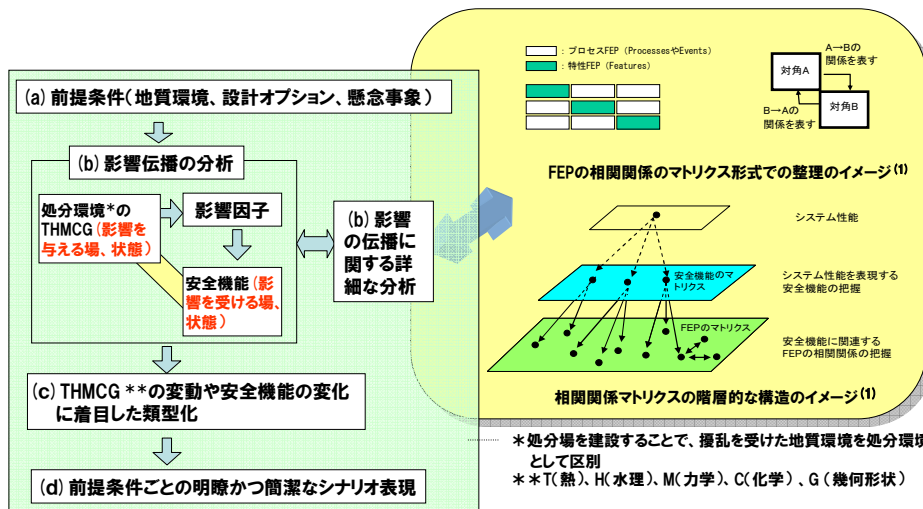 (a) 前提条件(地質環境、設計オプション、懸念事象)
(b) 影響伝播の分析
処分環境*の
THMCG(影響を
与える場、状態)
影響因子
安全機能(影
響を受ける場、
状態)
(b) 影響
の伝播に
関する詳
細な分析
(c) THMCG **の変動や安全機能の変化
に着目した類型化
(d) 前提条件ごとの明瞭かつ簡潔なシナリオ表現
: プロセスFEP (ProcessesやEvents)
: 特性FEP (Features)
A→Bの
関係を表す
対角A
対角B
B→Aの
関係を表す
FEPの相関関係のマトリクス形式での整理のイメージ(1)
システム性能
安全機能のマ
トリクス
システム性能を表現する
安全機能の把握
FEPのマトリクス
安全機能に関連する
FEPの相関関係の把握
相関関係マトリクスの階層的な構造のイメージ(1)
*処分場を建設することで、擾乱を受けた地質環境を処分環境
として区別
**T(熱)、H(水理)、M(力学)、C(化学)、G(幾何形状)